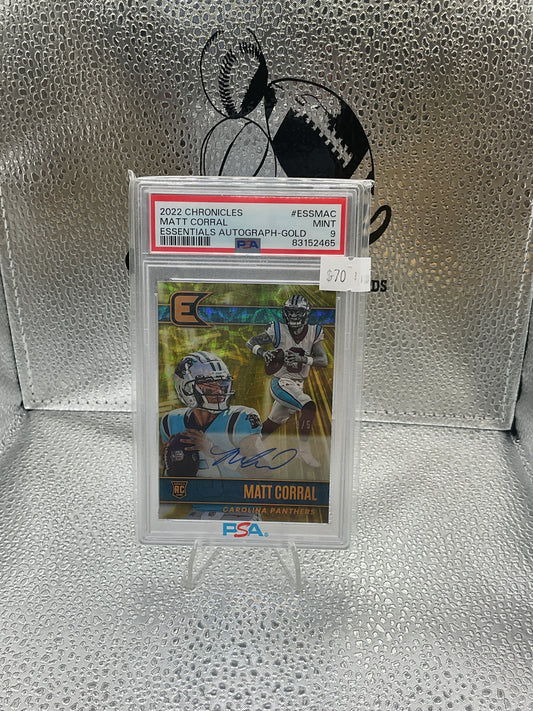 2022 CHRONICLES #ESSMAC
MATT CORRAL MINT
ESSENTIALS AUTOGRAPH-GOLD 9
PSA 83152465
$70
E
RC
MATT CORRAL
CAROLINA PANTHERS
PSA